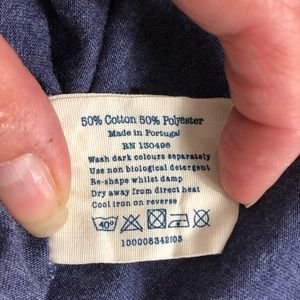 50% Cotton 50% Polyester
Made in Portugal
RN 130498
Wash dark colours separately
Use non biological detergent
Re-shape whilst damp
Dry away from direct heat
Cool iron on reverse
40°
100008342103